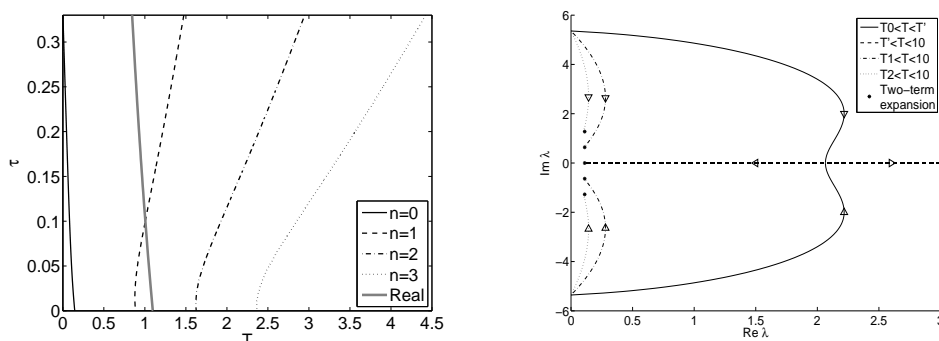 0.3
0.25
0.2
0.15
0.1
0.05
0
τ
0 0.5 1 1.5 2 2.5 3 3.5 4 4.5
T
n=0
n=1
n=2
n=3
Real
6
4
2
0
−2
−4
−6
Im λ
0 0.5 1 1.5 2 2.5 3
Re λ
T0<T<T'
T'<T<10
T1<T<10
T2<T<10
Two−term
expansion